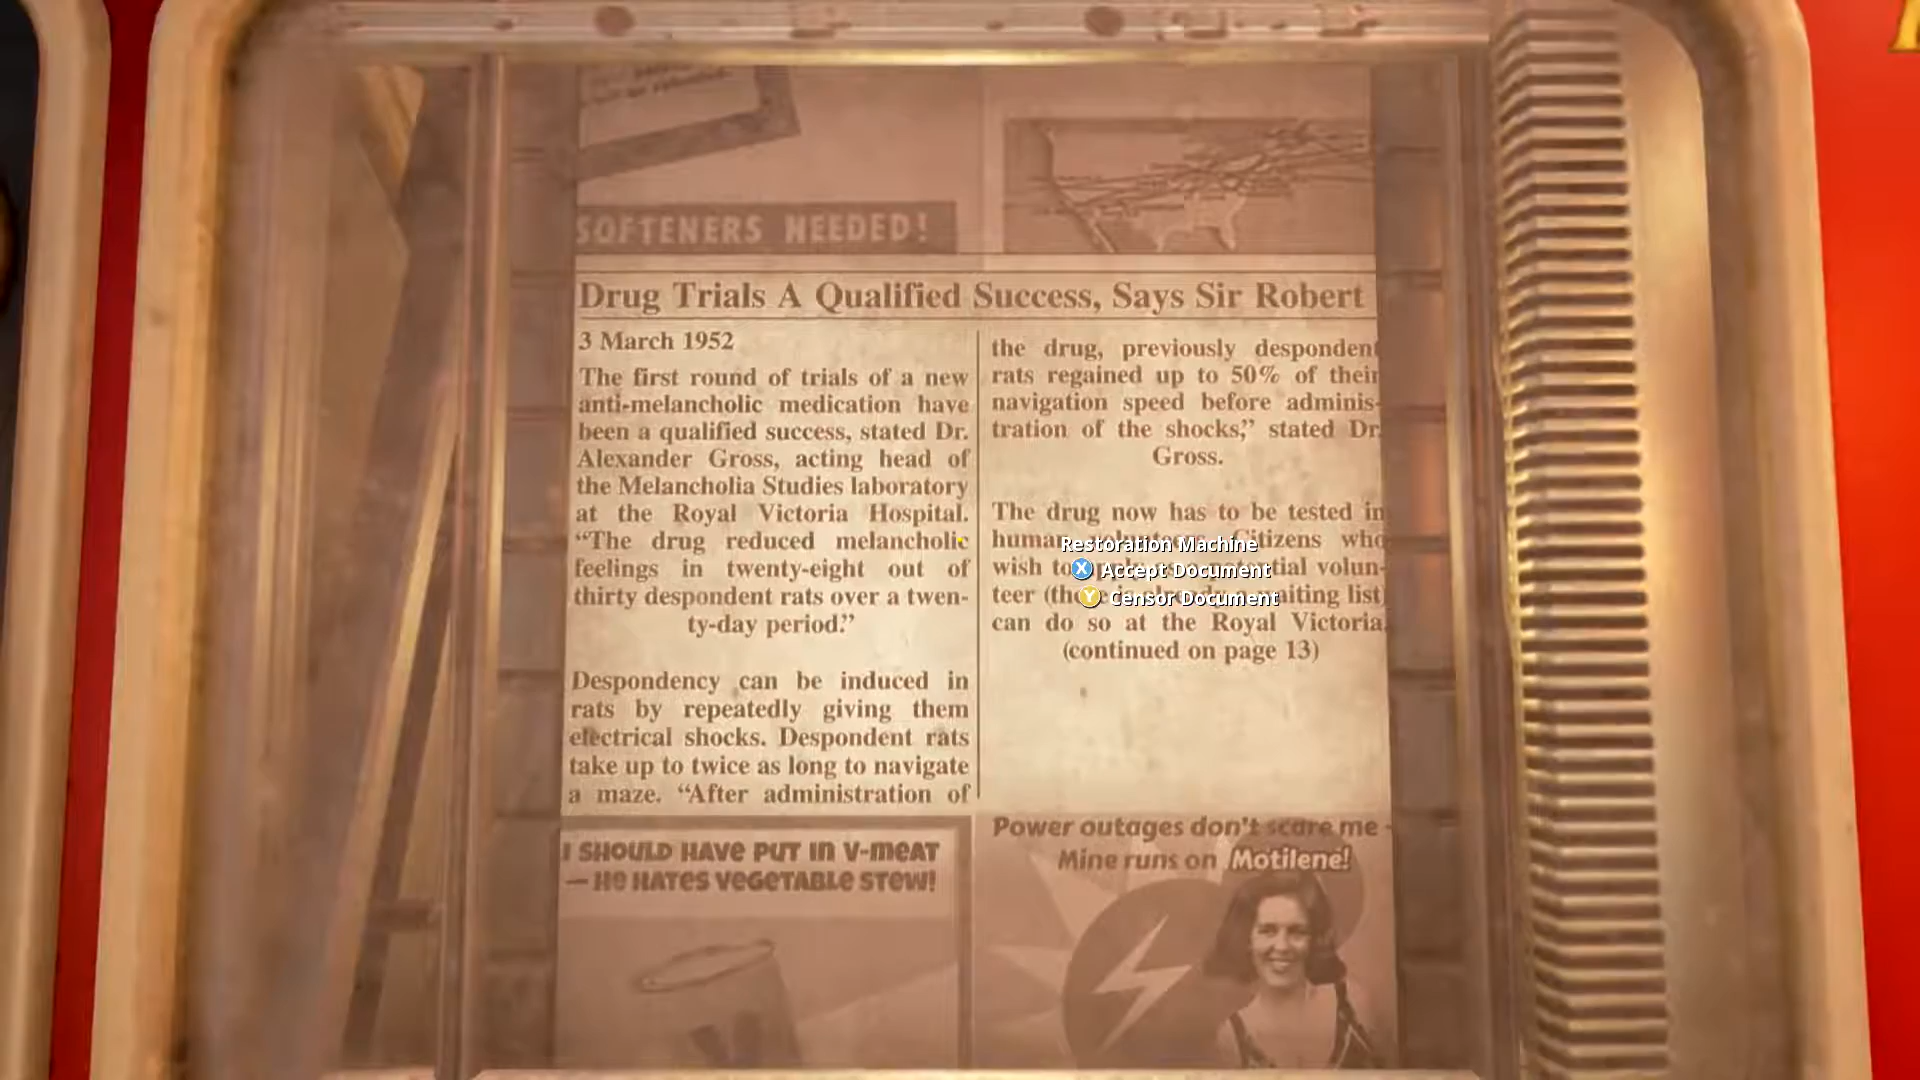 SOFTENERS NEEDED!
Drug Trials A Qualified Success, Says Sir Robert
3 March 1952
The first round of trials of a new
anti-melancholic medication have
been a qualified success, stated Dr.
Alexander Gross, acting head of
the Melancholia Studies laboratory
at the Royal Victoria Hospital.
“The drug reduced melancholic
feelings in twenty-eight out of
thirty despondent rats over a twen-
ty-day period.”
Despondency can be induced in
rats by repeatedly giving them
electrical shocks. Despondent rats
take up to twice as long to navigate
a maze. “After administration of
the drug, previously despondent
rats regained up to 50% of their
navigation speed before adminis-
tration of the shocks,” stated Dr.
Gross.
The drug now has to be tested in
human Citizens who
wish to volun-
teer waiting list)
can do so at the Royal Victoria.
(continued on page 13)
Restoration Machine
X Accept Document
Y Censor Document
I SHOULD HAVE PUT IN V-MEAT
— HE HATES VEGETABLE STEW!
Power outages don't scare me -
Mine runs on Motilene!